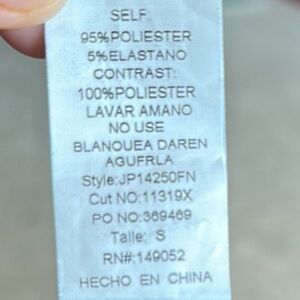 SELF:
95%POLIESTER
5%ELASTANO
CONTRAST:
100%POLIESTER
LAVAR AMANO
NO USE
BLANQUEA DAREN
AGUFRLA
Style:JP14250FN
Cut NO:11319X
PO NO:369469
Talle: S
RN#:149052
HECHO EN CHINA